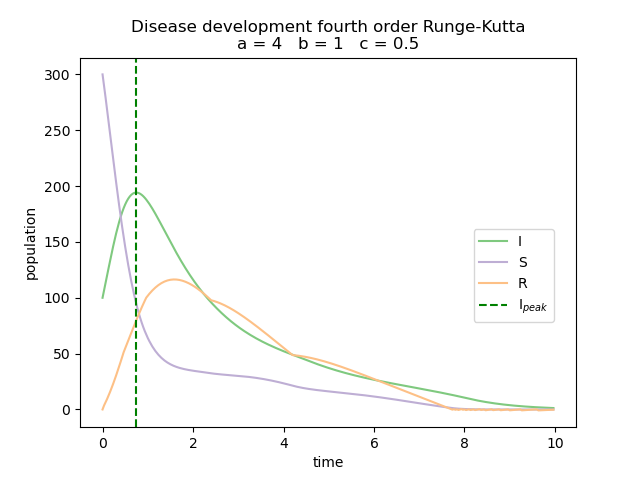 Disease development fourth order Runge-Kutta
a = 4   b = 1   c = 0.5
population
300
250
200
150
100
50
0
I
S
R
I_peak
0 2 4 6 8 10
time